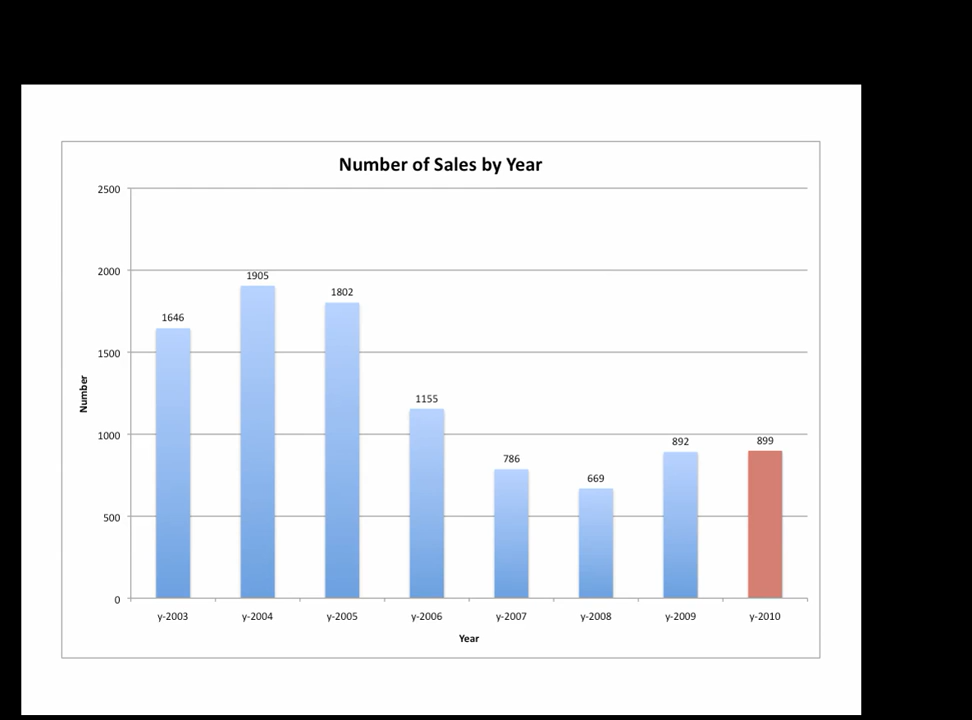 Number of Sales by Year
2500
2000
1500
1000
500
0
Number
1646
1905
1802
1155
786
669
892
899
y-2003
y-2004
y-2005
y-2006
y-2007
y-2008
y-2009
y-2010
Year